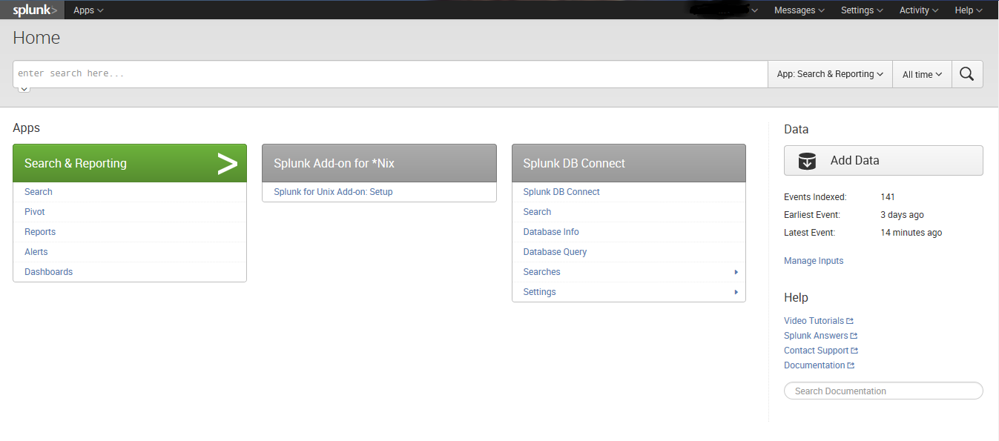 splunk> Apps Messages Settings Activity Help
Home
enter search here... App: Search & Reporting All time
Apps
Search & Reporting
Search
Pivot
Reports
Alerts
Dashboards
Splunk Add-on for *Nix
Splunk for Unix Add-on: Setup
Splunk DB Connect
Splunk DB Connect
Search
Database Info
Database Query
Searches
Settings
Data
Add Data
Events Indexed: 141
Earliest Event: 3 days ago
Latest Event: 14 minutes ago
Manage Inputs
Help
Video Tutorials
Splunk Answers
Contact Support
Documentation
Search Documentation